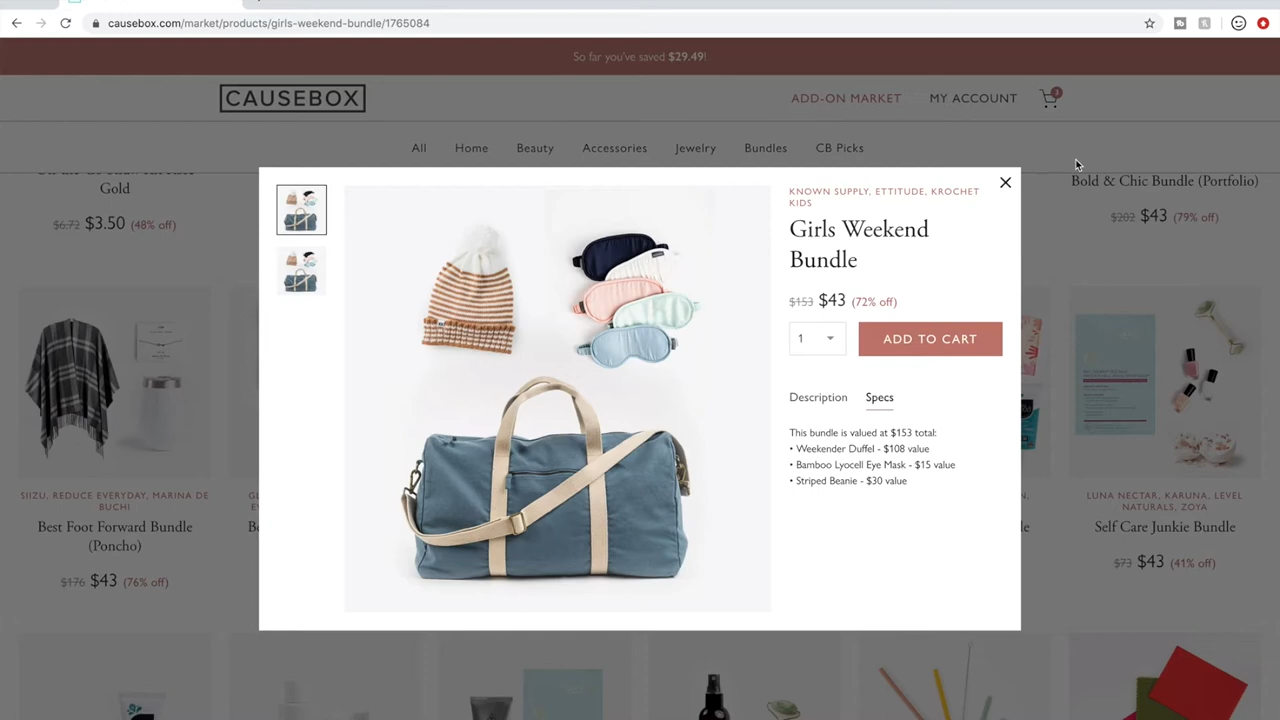 causebox.com/market/products/girls-weekend-bundle/1765084
So far you've saved $29.49!
CAUSEBOX
ADD-ON MARKET
MY ACCOUNT
3
All
Home
Beauty
Accessories
Jewelry
Bundles
CB Picks
Gold
$6.72 $3.50 (48% off)
Bold & Chic Bundle (Portfolio)
$202 $43 (79% off)
KNOWN SUPPLY, ETTITUDE, KROCHET
KIDS
Girls Weekend
Bundle
$153 $43 (72% off)
1
ADD TO CART
Description
Specs
This bundle is valued at $153 total:
• Weekender Duffel - $108 value
• Bamboo Lyocell Eye Mask - $15 value
• Striped Beanie - $30 value
SIIZU, REDUCE EVERYDAY, MARINA DE
BUCHI
Best Foot Forward Bundle
(Poncho)
$176 $43 (76% off)
LUNA NECTAR, KARUNA, LEVEL
NATURALS, ZOYA
Self Care Junkie Bundle
$73 $43 (41% off)